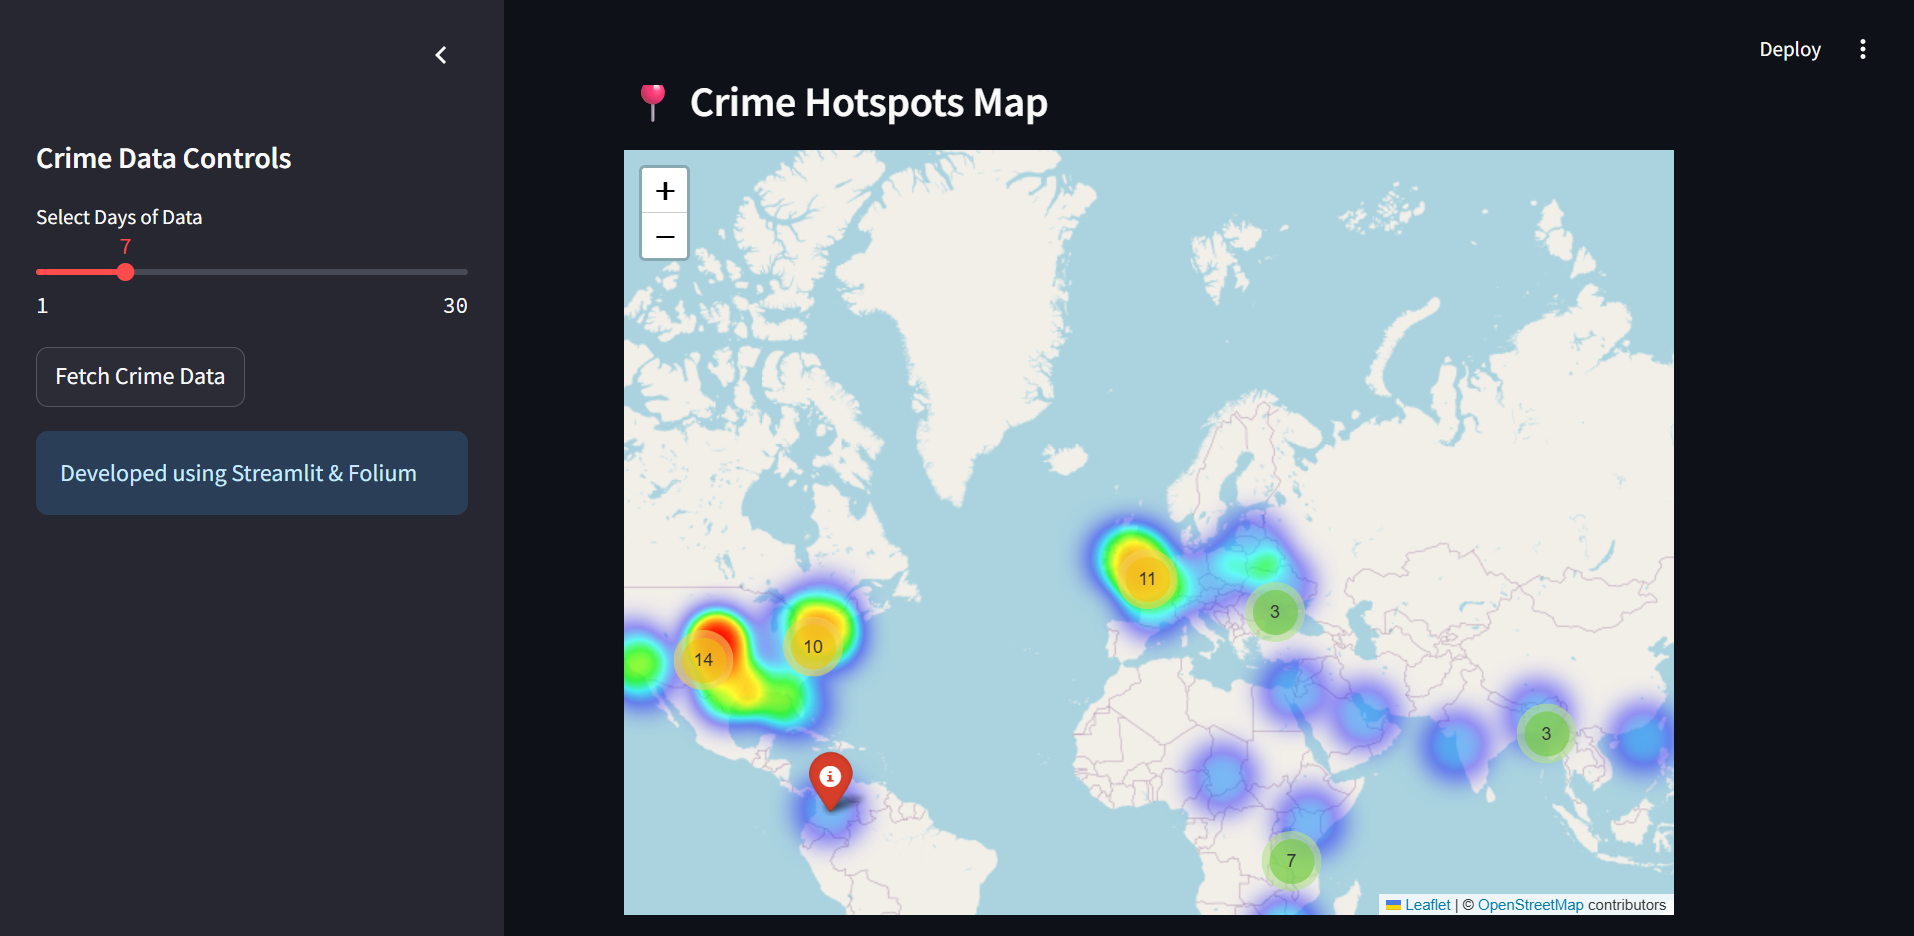 Deploy
Crime Data Controls
Select Days of Data
7
1 30
Fetch Crime Data
Developed using Streamlit & Folium
Crime Hotspots Map
+
−
11
3
10
14
3
7
Leaflet | © OpenStreetMap contributors